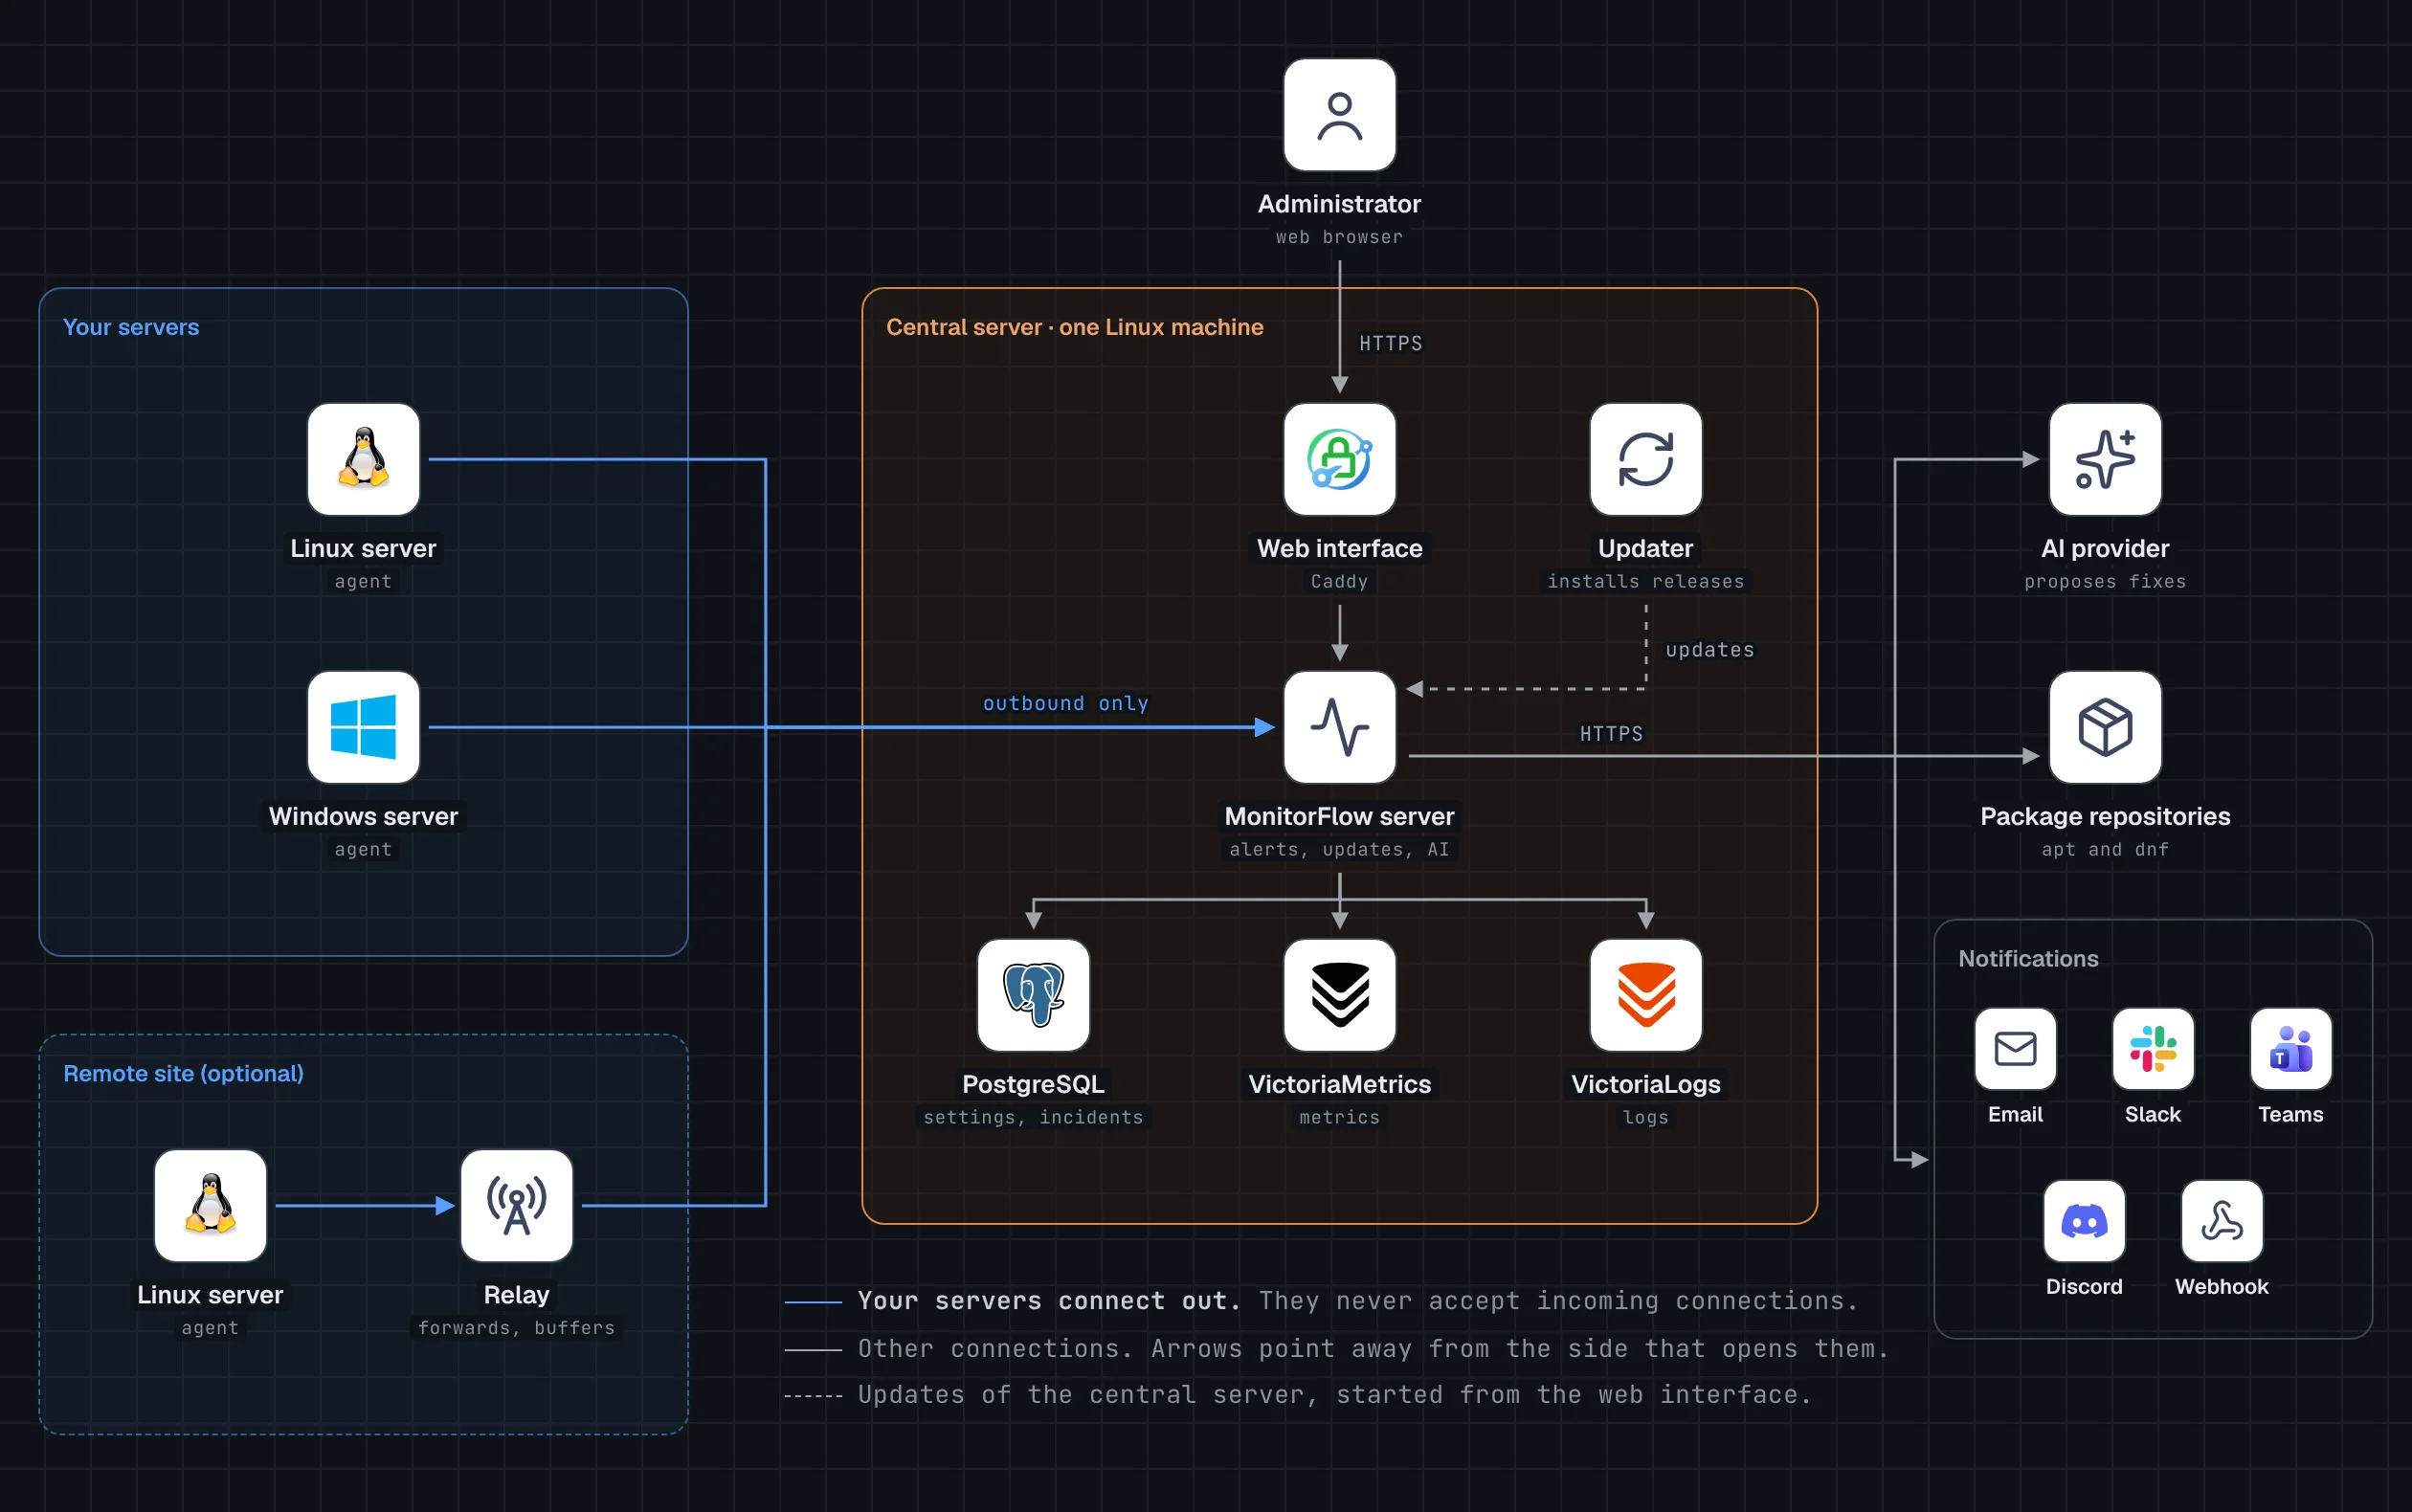 Administrator
web browser
Your servers
Linux server
agent
Windows server
agent
Remote site (optional)
Linux server
agent
Relay
forwards, buffers
outbound only
Central server · one Linux machine
HTTPS
Web interface
Caddy
Updater
installs releases
updates
MonitorFlow server
alerts, updates, AI
HTTPS
PostgreSQL
settings, incidents
VictoriaMetrics
metrics
VictoriaLogs
logs
AI provider
proposes fixes
Package repositories
apt and dnf
Notifications
Email
Slack
T
Teams
Discord
Webhook
Your servers connect out. They never accept incoming connections.
Other connections. Arrows point away from the side that opens them.
Updates of the central server, started from the web interface.